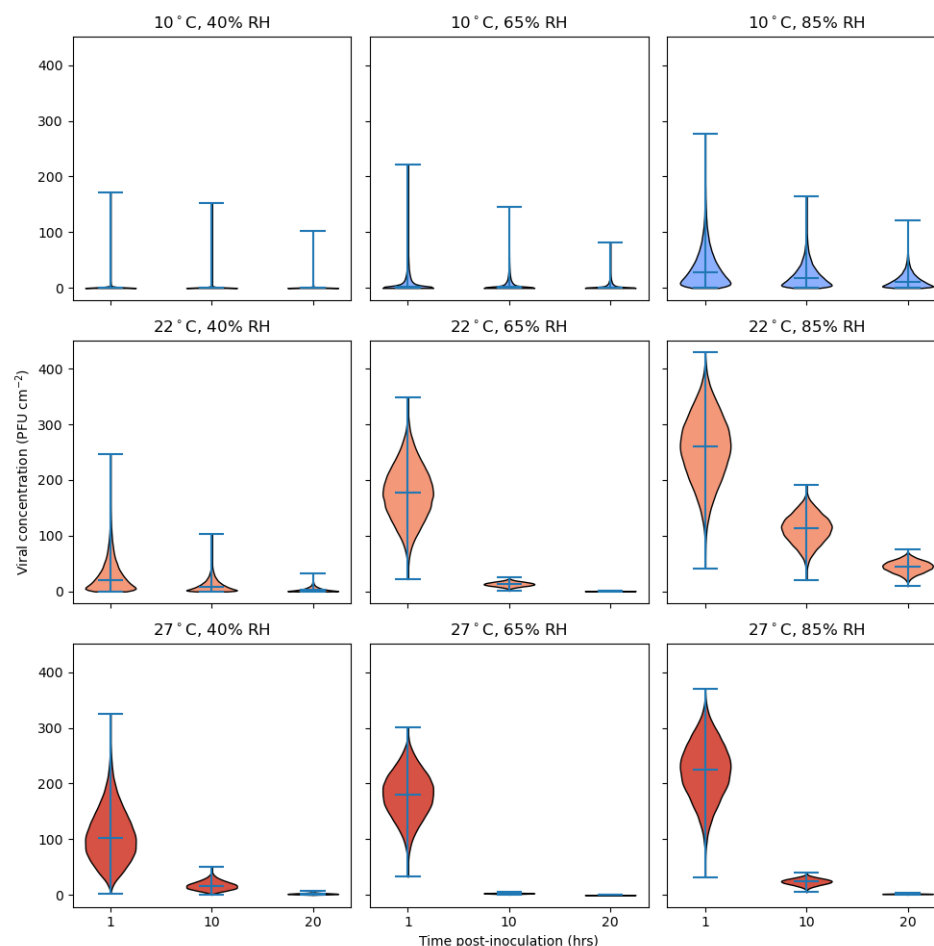 10°C, 40% RH
10°C, 65% RH
10°C, 85% RH
400
300
200
100
0
22°C, 40% RH
22°C, 65% RH
22°C, 85% RH
Viral concentration (PFU cm⁻²)
400
300
200
100
0
27°C, 40% RH
27°C, 65% RH
27°C, 85% RH
400
300
200
100
0
1 10 20
1 10 20
1 10 20
Time post-inoculation (hrs)